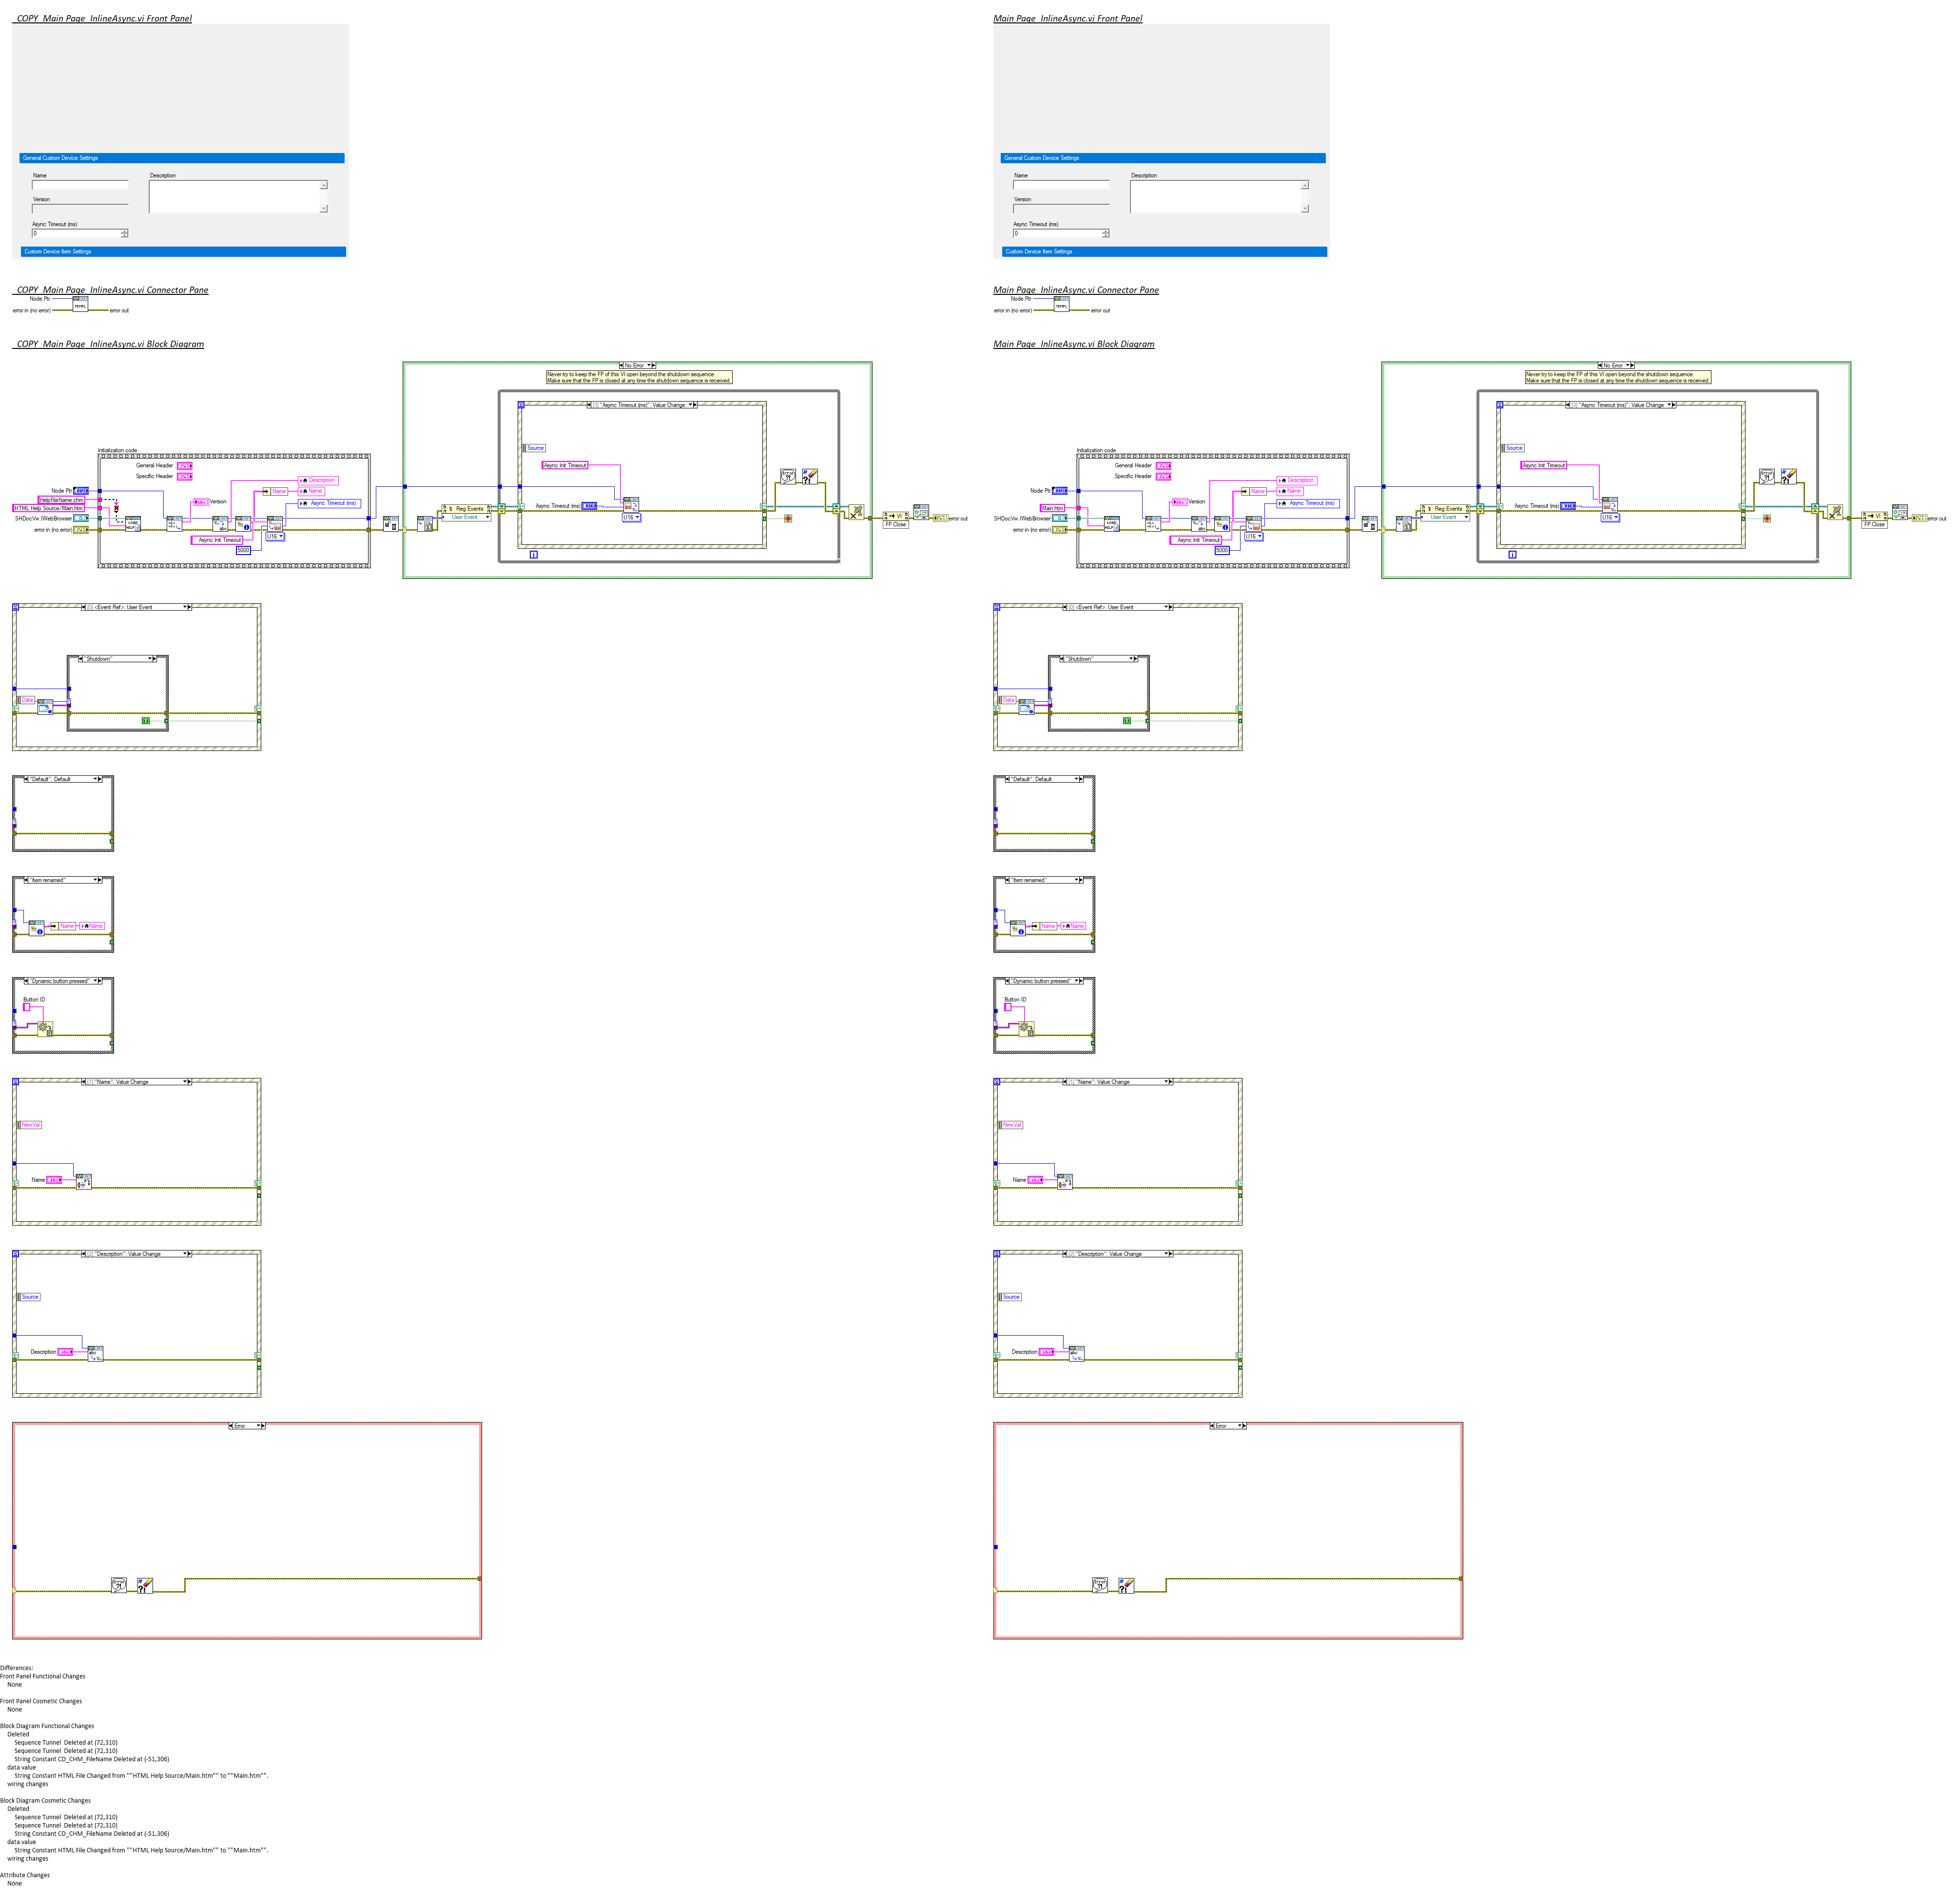 _COPY_Main Page_InlineAsync.vi Front Panel
General Custom Device Settings
Name
Description
Version
Async Timeout (ms)
0
Custom Device Item Settings
_COPY_Main Page_InlineAsync.vi Connector Pane
Node Ptr
error in (no error)
error out
_COPY_Main Page_InlineAsync.vi Block Diagram
No Error
Never try to keep the FP of this VI open beyond the shutdown sequence.
Make sure that the FP is closed at any time the shutdown sequence is received.
[3] "Async Timeout (ms)": Value Change
Source
Async Init Timeout
Initialization code
General Header
Specific Header
Node Ptr
HelpFileName.chm
HTML Help Source/Main.htm
SHDocVw.IWebBrowser
error in (no error)
Version
Description
Name
Name
Async Timeout (ms)
Async Init Timeout
5000
U16
Reg Events
User Event
Async Timeout (ms)
U16
VI
FP.Close
error out
[0] <Event Ref>: User Event
"Shutdown"
Data
"Default", Default
"Item renamed"
Name
Name
"Dynamic button pressed"
Button ID
[1] "Name": Value Change
NewVal
Name
[2] "Description": Value Change
Source
Description
Error
Main Page_InlineAsync.vi Front Panel
General Custom Device Settings
Name
Description
Version
Async Timeout (ms)
0
Custom Device Item Settings
Main Page_InlineAsync.vi Connector Pane
Node Ptr
error in (no error)
error out
Main Page_InlineAsync.vi Block Diagram
No Error
Never try to keep the FP of this VI open beyond the shutdown sequence.
Make sure that the FP is closed at any time the shutdown sequence is received.
[3] "Async Timeout (ms)": Value Change
Source
Async Init Timeout
Initialization code
General Header
Specific Header
Node Ptr
Main.htm
SHDocVw.IWebBrowser
error in (no error)
Version
Description
Name
Name
Async Timeout (ms)
Async Init Timeout
5000
U16
Reg Events
User Event
Async Timeout (ms)
U16
VI
FP.Close
error out
[0] <Event Ref>: User Event
"Shutdown"
Data
"Default", Default
"Item renamed"
Name
Name
"Dynamic button pressed"
Button ID
[1] "Name": Value Change
NewVal
Name
[2] "Description": Value Change
Source
Description
Error
Differences:
Front Panel Functional Changes
None
Front Panel Cosmetic Changes
None
Block Diagram Functional Changes
Deleted
Sequence Tunnel  Deleted at (72,310)
Sequence Tunnel  Deleted at (72,310)
String Constant CD_CHM_FileName Deleted at (-51,306)
data value
String Constant HTML File Changed from ""HTML Help Source/Main.htm"" to ""Main.htm"".
wiring changes
Block Diagram Cosmetic Changes
Deleted
Sequence Tunnel  Deleted at (72,310)
Sequence Tunnel  Deleted at (72,310)
String Constant CD_CHM_FileName Deleted at (-51,306)
data value
String Constant HTML File Changed from ""HTML Help Source/Main.htm"" to ""Main.htm"".
wiring changes
Attribute Changes
None